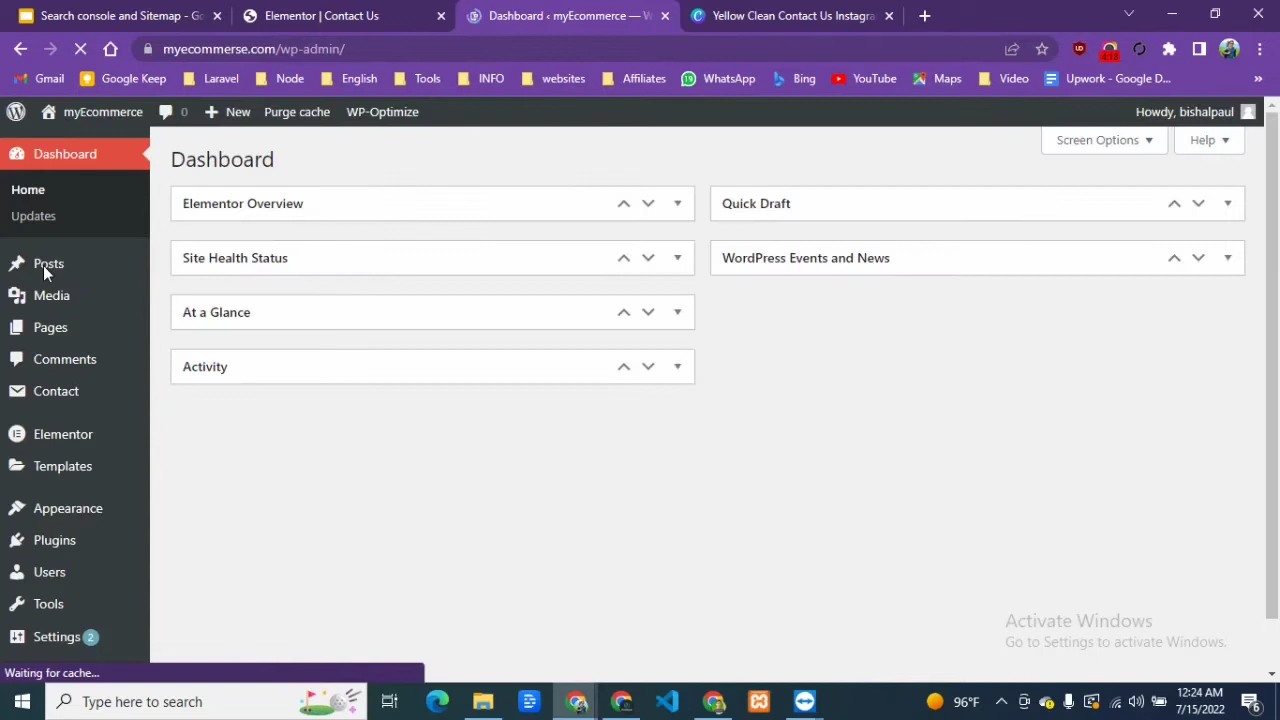 Search console and Sitemap - Go
Elementor | Contact Us
Dashboard ‹ myEcommerce — W
Yellow Clean Contact Us Instagra
myecommerse.com/wp-admin/
4:18
Gmail
Google Keep
Laravel
Node
English
Tools
INFO
websites
Affiliates
19
WhatsApp
Bing
YouTube
Maps
Video
Upwork - Google D...
»
myEcommerce
0
New
Purge cache
WP-Optimize
Howdy, bishalpaul
Dashboard
Home
Updates
Posts
Media
Pages
Comments
Contact
Elementor
Templates
Appearance
Plugins
Users
Tools
Settings 2
Screen Options
Help
Dashboard
Elementor Overview
Quick Draft
Site Health Status
WordPress Events and News
At a Glance
Activity
Activate Windows
Go to Settings to activate Windows.
Waiting for cache...
Type here to search
96°F
12:24 AM
7/15/2022
6